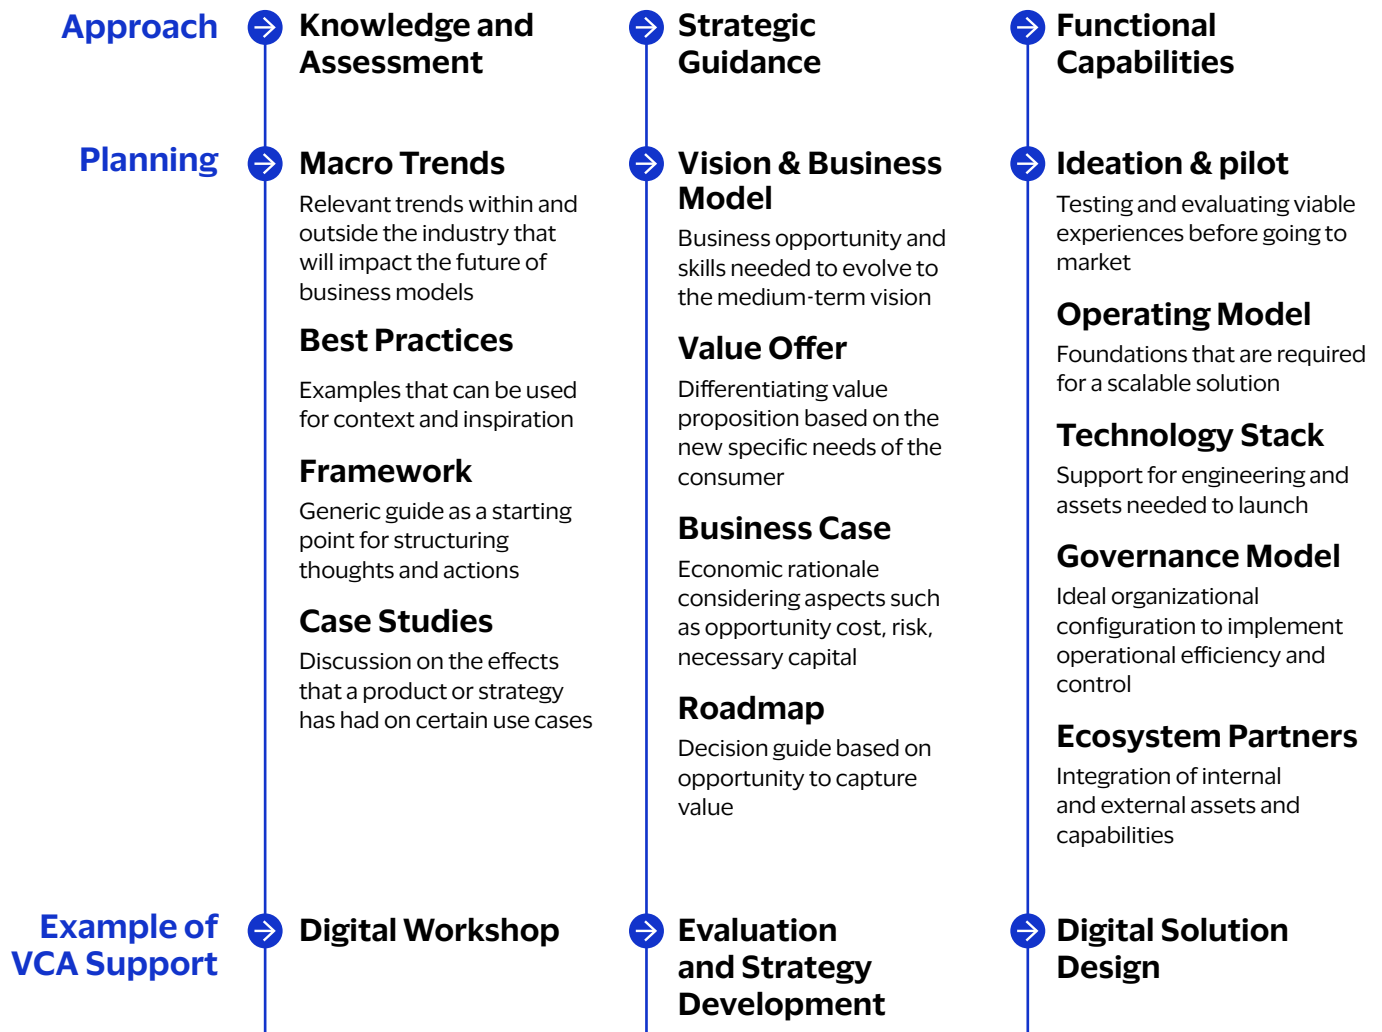 Approach
Knowledge and
Assessment
Strategic
Guidance
Functional
Capabilities
Planning
Macro Trends
Relevant trends within and
outside the industry that
will impact the future of
business models
Best Practices
Examples that can be used
for context and inspiration
Framework
Generic guide as a starting
point for structuring
thoughts and actions
Case Studies
Discussion on the effects
that a product or strategy
has had on certain use cases
Vision & Business
Model
Business opportunity and
skills needed to evolve to
the medium-term vision
Value Offer
Differentiating value
proposition based on the
new specific needs of the
consumer
Business Case
Economic rationale
considering aspects such
as opportunity cost, risk,
necessary capital
Roadmap
Decision guide based on
opportunity to capture
value
Ideation & pilot
Testing and evaluating viable
experiences before going to
market
Operating Model
Foundations that are required
for a scalable solution
Technology Stack
Support for engineering and
assets needed to launch
Governance Model
Ideal organizational
configuration to implement
operational efficiency and
control
Ecosystem Partners
Integration of internal
and external assets and
capabilities
Example of
VCA Support
Digital Workshop
Evaluation
and Strategy
Development
Digital Solution
Design